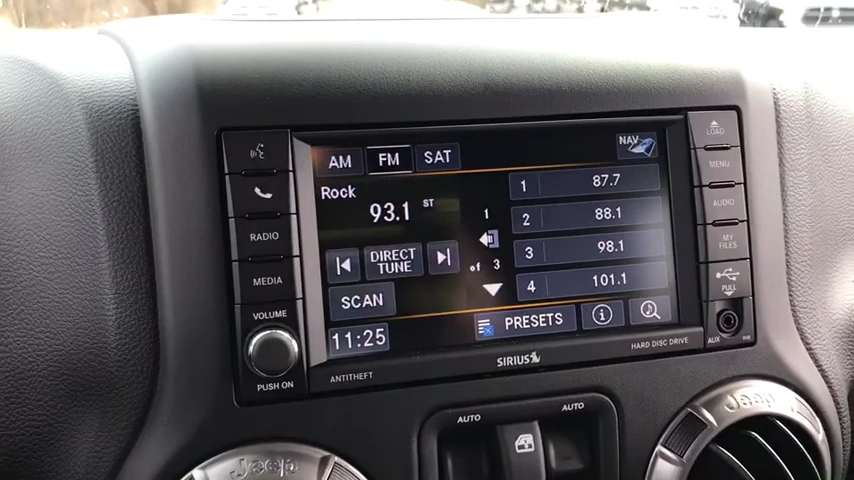 AM FM SAT NAV
Rock
93.1 ST
DIRECT TUNE
SCAN
11:25
1
of 3
1 87.7
2 88.1
3 98.1
4 101.1
PRESETS
RADIO
MEDIA
VOLUME
PUSH ON
LOAD
MENU
AUDIO
MY FILES
PULL
AUX
ANTITHEFT
SIRIUS
HARD DISC DRIVE
AUTO AUTO
Jeep
Jeep